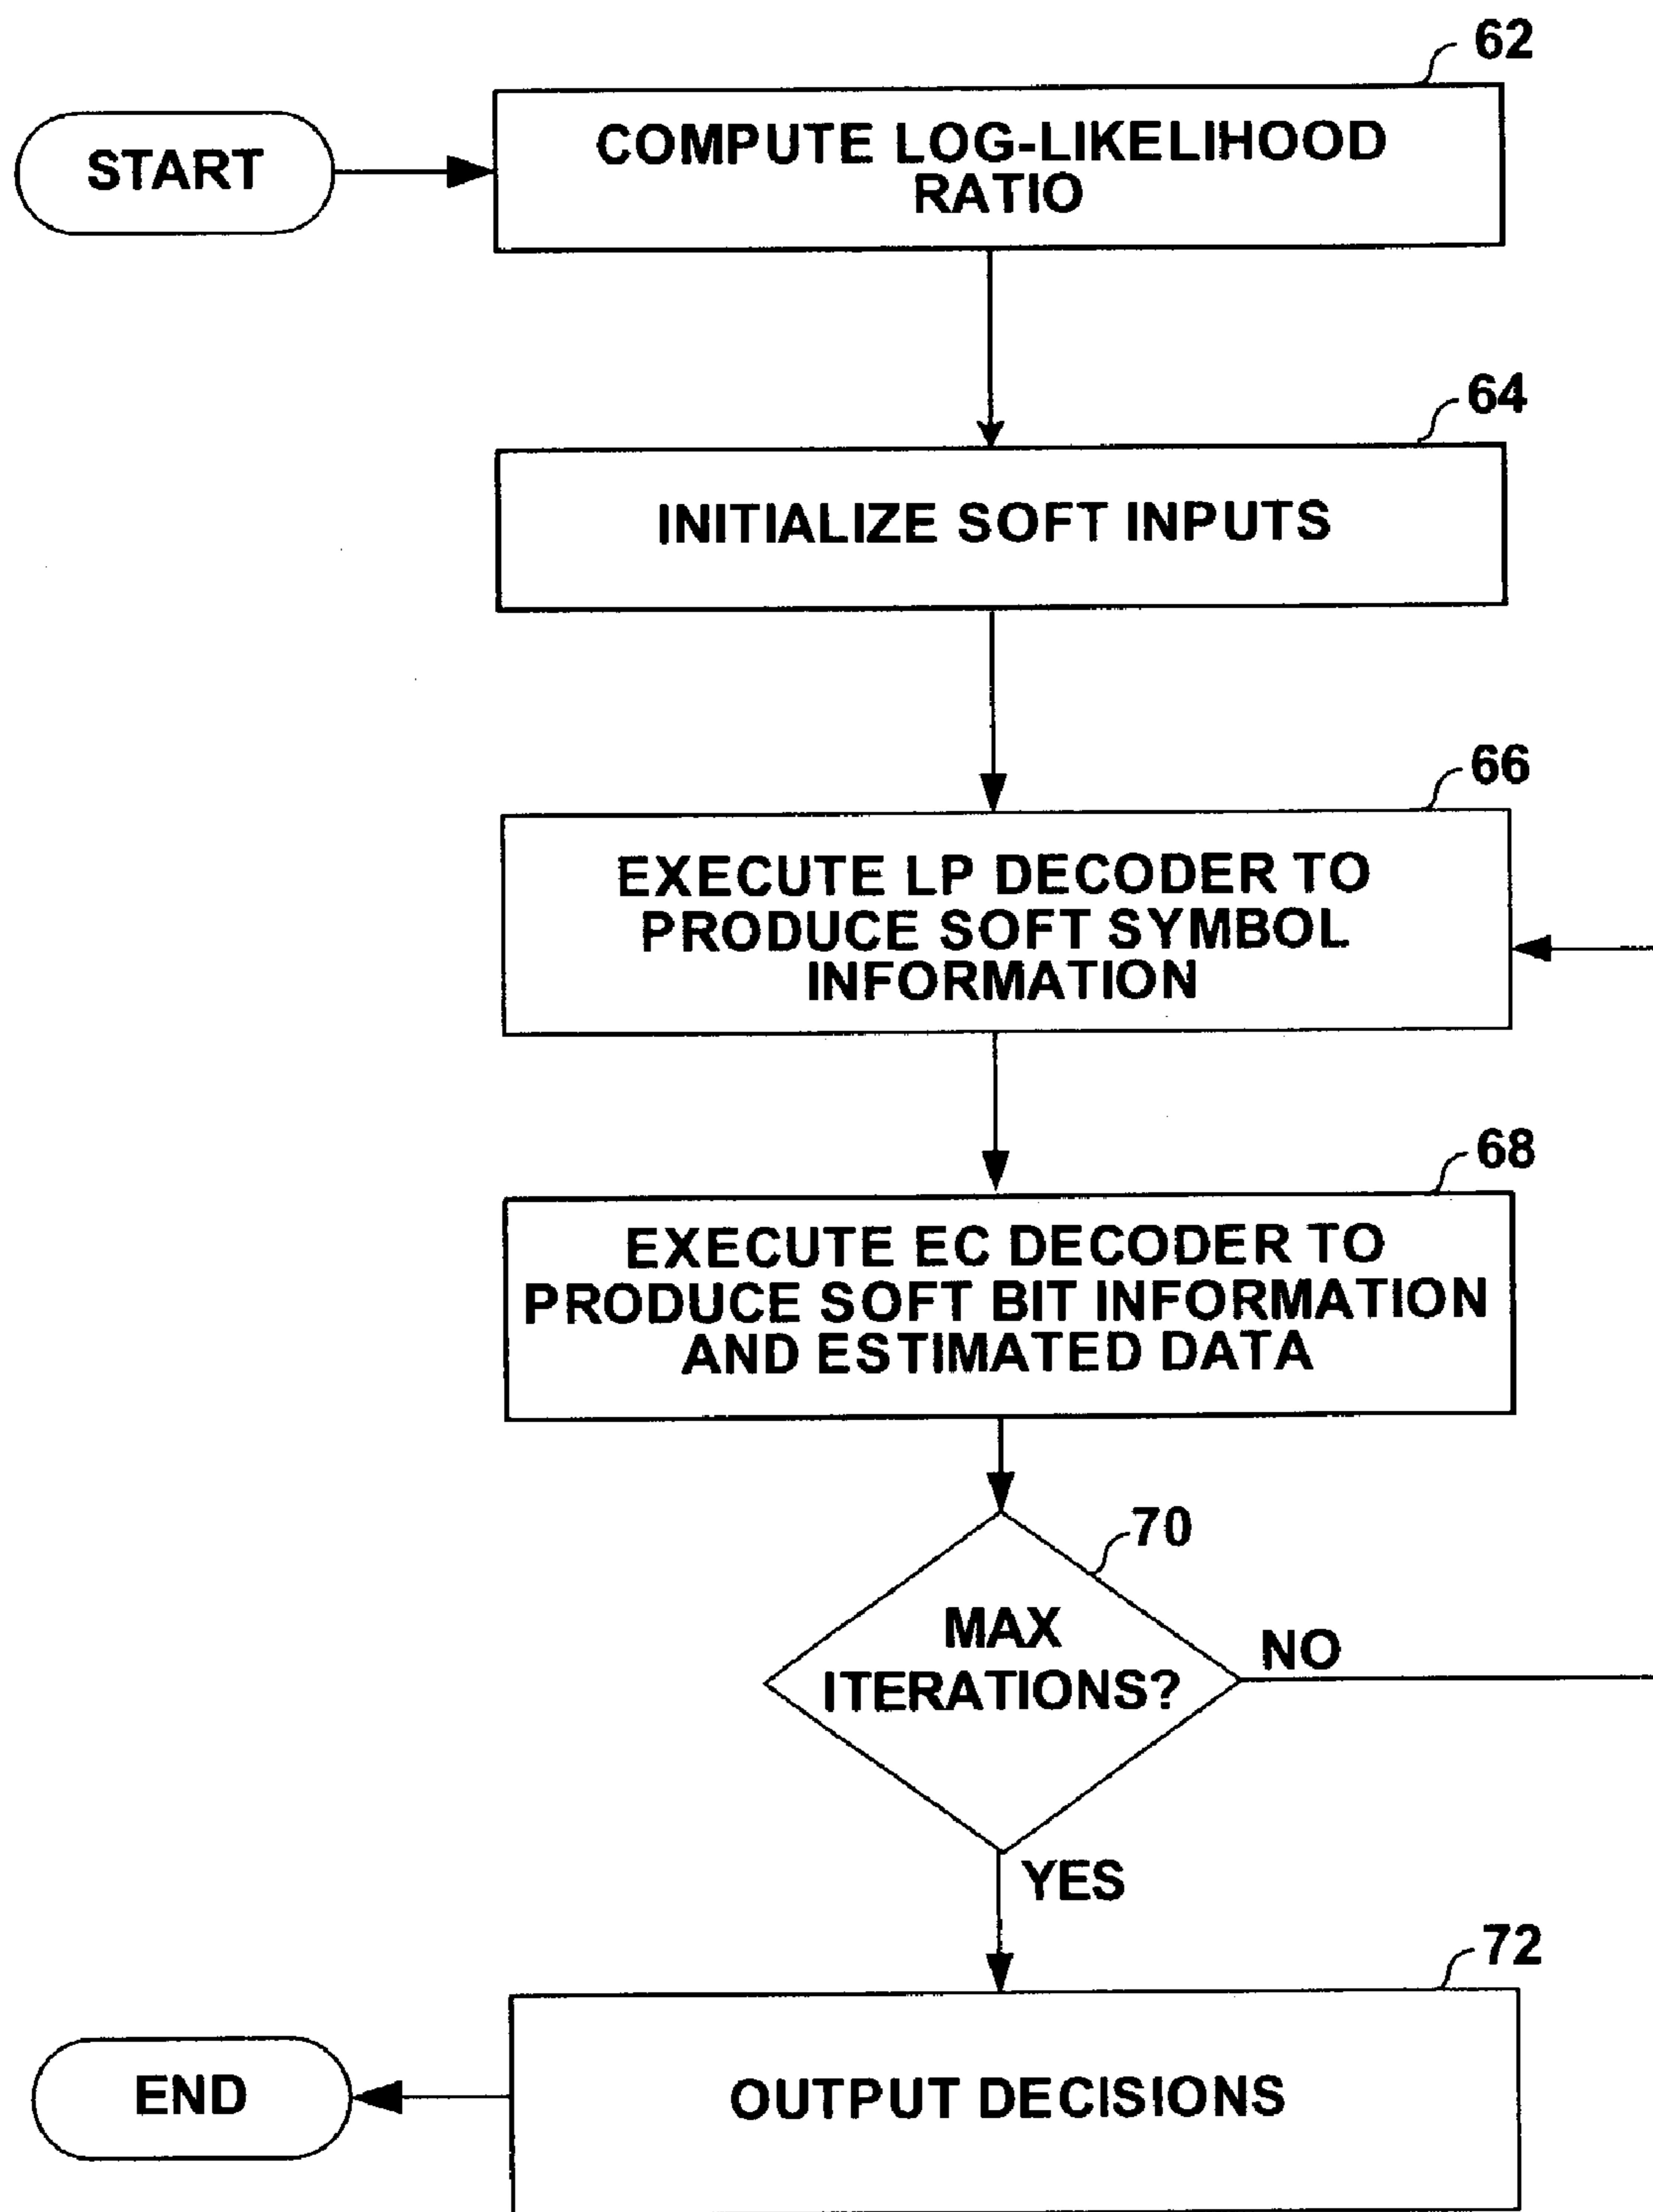 62
START
COMPUTE LOG-LIKELIHOOD
RATIO
64
INITIALIZE SOFT INPUTS
66
EXECUTE LP DECODER TO
PRODUCE SOFT SYMBOL
INFORMATION
68
EXECUTE EC DECODER TO
PRODUCE SOFT BIT INFORMATION
AND ESTIMATED DATA
70
MAX
ITERATIONS?
NO
YES
72
END
OUTPUT DECISIONS